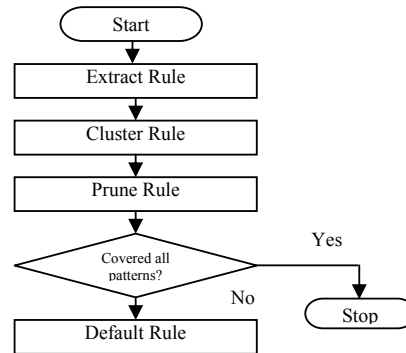 Start
Extract Rule
Cluster Rule
Prune Rule
Covered all
patterns?
Yes
No
Stop
Default Rule